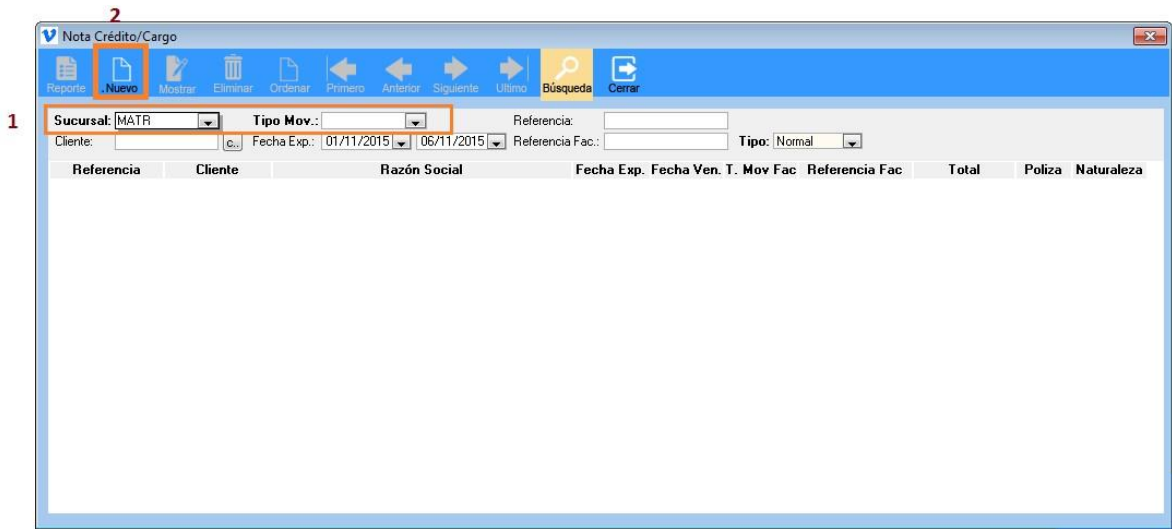 2
Nota Crédito/Cargo
Reporte .Nuevo Mostrar Eliminar Ordenar Primero Anterior Siguiente Ultimo Búsqueda Cerrar
1 Sucursal: MATR Tipo Mov.: Referencia:
Cliente: c.. Fecha Exp.: 01/11/2015 06/11/2015 Referencia Fac.: Tipo: Normal
Referencia Cliente Razón Social Fecha Exp. Fecha Ven. T. Mov Fac Referencia Fac Total Poliza Naturaleza